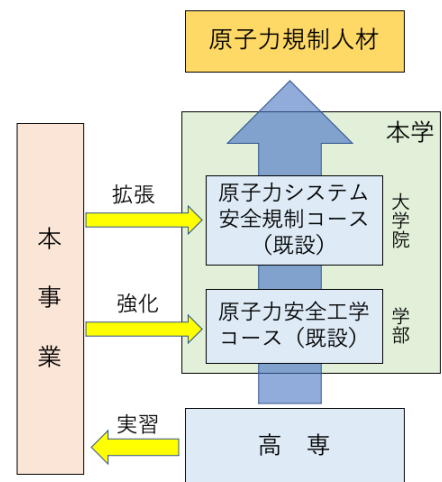 原子力規制人材
本学
拡張
原子力システム
安全規制コース
（既設）
大学院
本事業
強化
原子力安全工学
コース（既設）
学部
実習
高　専